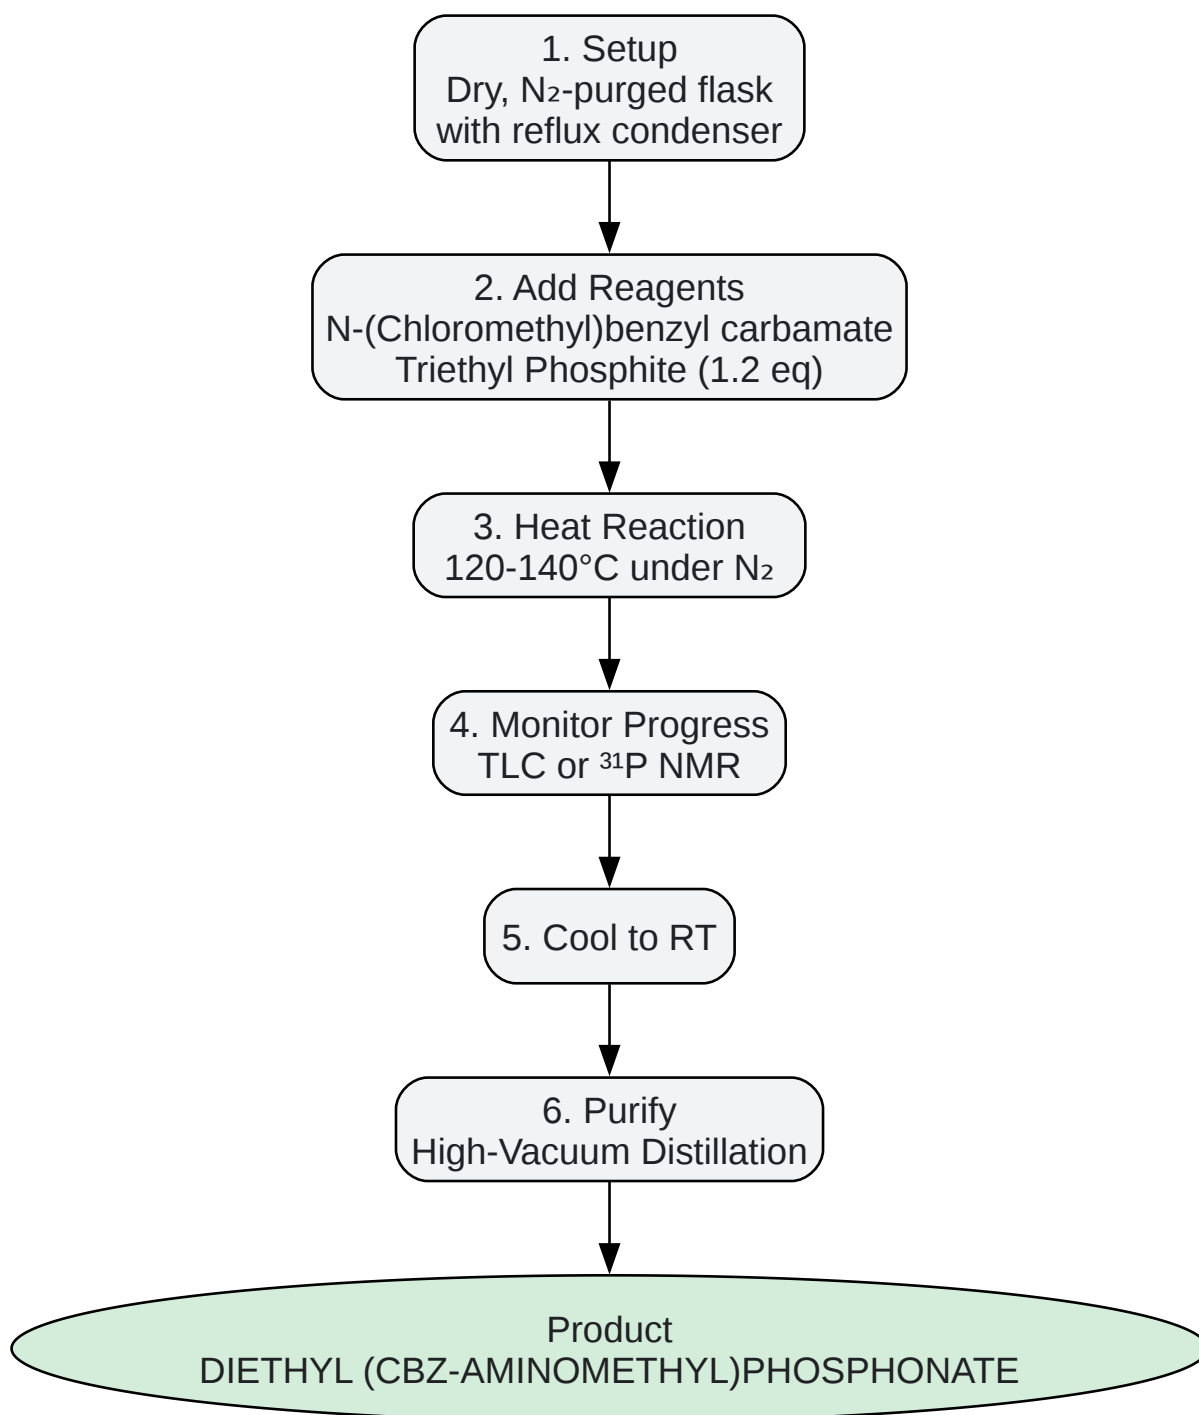 1. Setup
Dry, N₂-purged flask
with reflux condenser
2. Add Reagents
N-(Chloromethyl)benzyl carbamate
Triethyl Phosphite (1.2 eq)
3. Heat Reaction
120-140°C under N₂
4. Monitor Progress
TLC or ³¹P NMR
5. Cool to RT
6. Purify
High-Vacuum Distillation
Product
DIETHYL (CBZ-AMINOMETHYL)PHOSPHONATE